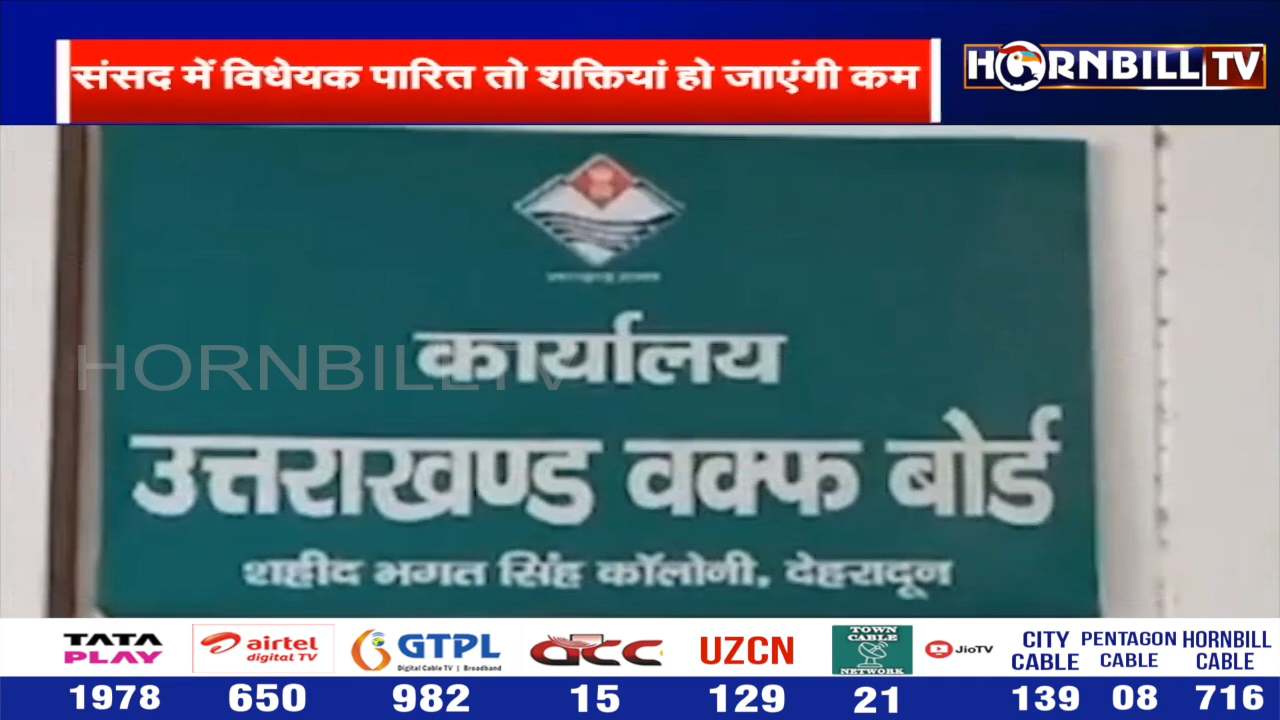 संसद में विधेयक पारित तो शक्तियां हो जाएंगी कम
HORNBILL TV
कार्यालय
HORNBILLTV
उत्तराखण्ड वक्फ बोर्ड
शहीद भगत सिंह कॉलोनी, देहरादून
TATA PLAY
airtel digital TV
GTPL
Digital Cable TV | Broadband
acc
UZCN
TOWN CABLE NETWORK
JioTV
CITY CABLE
PENTAGON CABLE
HORNBILL CABLE
1978 650 982 15 129 21 139 08 716